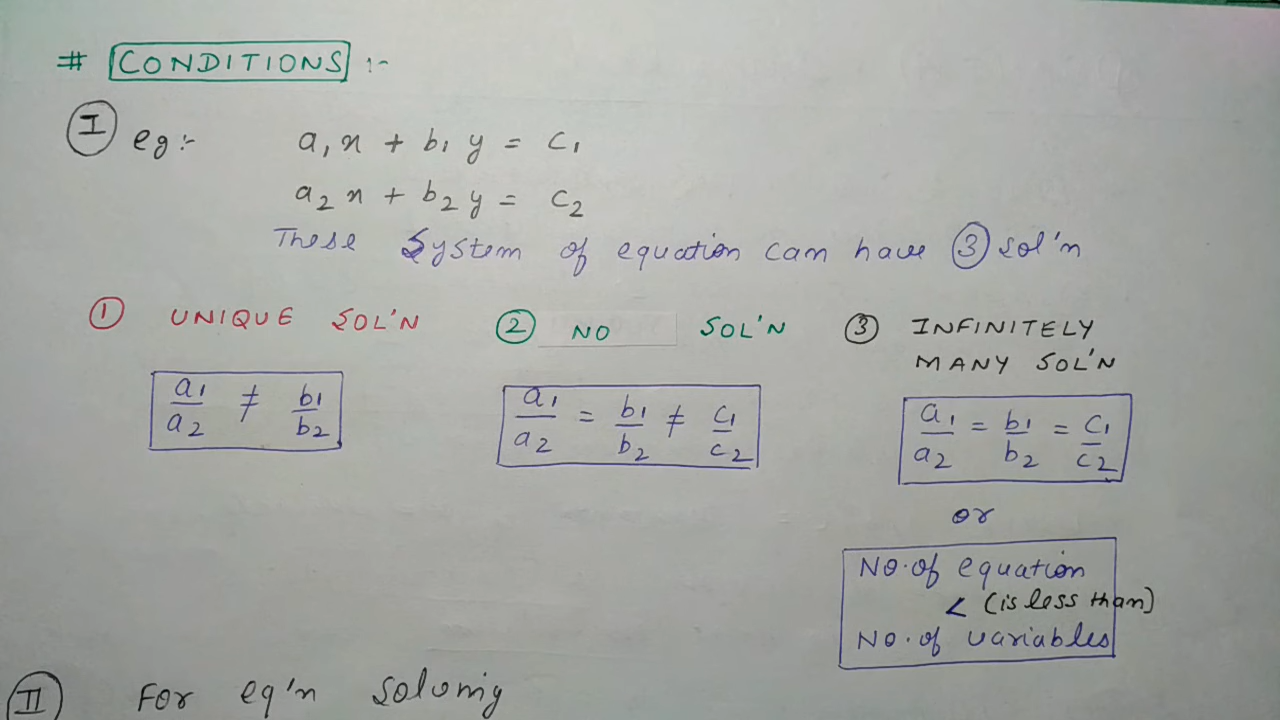 # CONDITIONS :-
I eg:- a₁x + b₁y = c₁
a₂x + b₂y = c₂
These System of equation can have ③ sol'n
① UNIQUE SOL'N
a₁/a₂ ≠ b₁/b₂
② NO SOL'N
a₁/a₂ = b₁/b₂ ≠ c₁/c₂
③ INFINITELY
MANY SOL'N
a₁/a₂ = b₁/b₂ = c₁/c₂
or
No. of equation
< (is less than)
No. of variables
II For eq'n solving